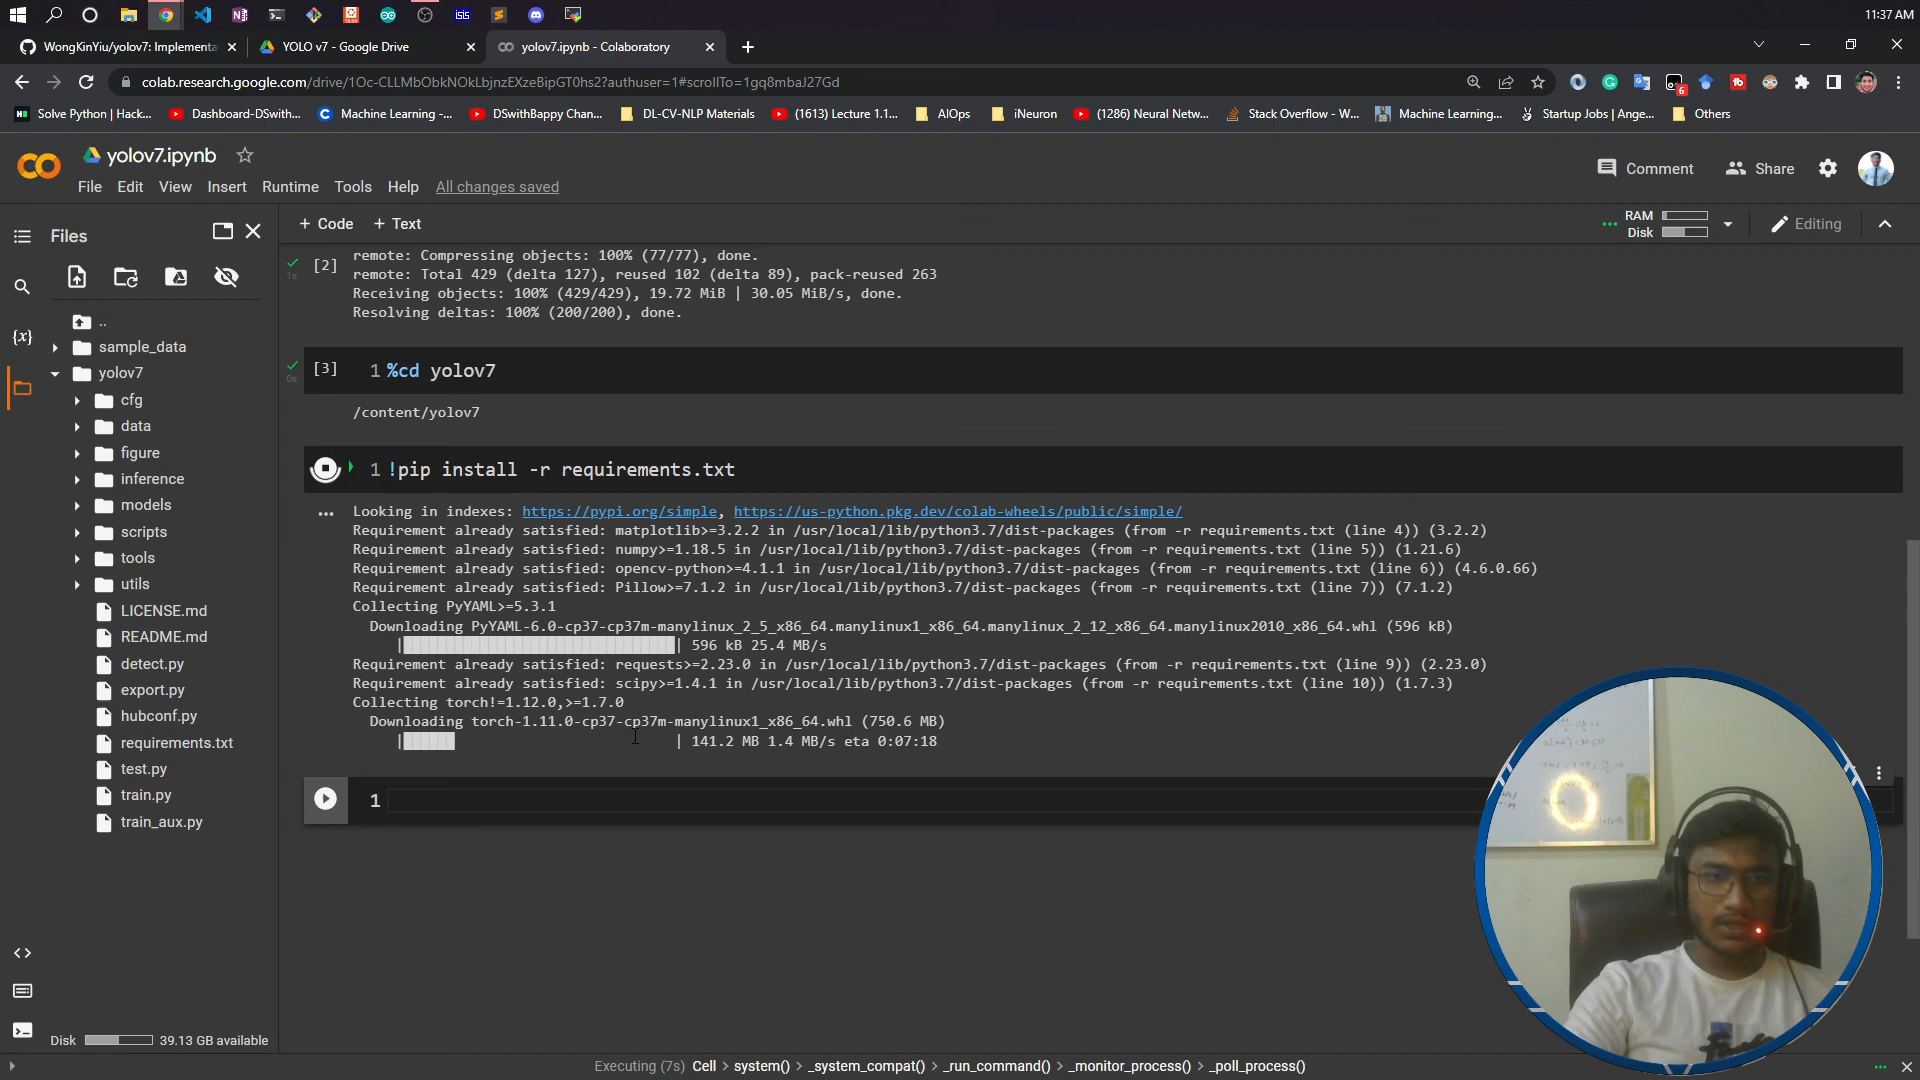 11:37 AM
WongKinYiu/yolov7: Implementa
YOLO v7 - Google Drive
yolov7.ipynb - Colaboratory
colab.research.google.com/drive/1Oc-CLLMbObkNOkLbjnzEXzeBipGT0hs2?authuser=1#scrollTo=1gq8mbaJ27Gd
6
Solve Python | Hack...
Dashboard-DSwith...
Machine Learning -...
DSwithBappy Chan...
DL-CV-NLP Materials
(1613) Lecture 1.1...
AIOps
iNeuron
(1286) Neural Netw...
Stack Overflow - W...
Machine Learning...
Startup Jobs | Ange...
Others
yolov7.ipynb
File Edit View Insert Runtime Tools Help All changes saved
Comment
Share
Files
+ Code + Text
RAM
Disk
Editing
..
sample_data
yolov7
cfg
data
figure
inference
models
scripts
tools
utils
LICENSE.md
README.md
detect.py
export.py
hubconf.py
requirements.txt
test.py
train.py
train_aux.py
Disk 39.13 GB available
1s
[2]
remote: Compressing objects: 100% (77/77), done.
remote: Total 429 (delta 127), reused 102 (delta 89), pack-reused 263
Receiving objects: 100% (429/429), 19.72 MiB | 30.05 MiB/s, done.
Resolving deltas: 100% (200/200), done.
0s
[3] 1 %cd yolov7
/content/yolov7
1 !pip install -r requirements.txt
Looking in indexes: https://pypi.org/simple, https://us-python.pkg.dev/colab-wheels/public/simple/
Requirement already satisfied: matplotlib>=3.2.2 in /usr/local/lib/python3.7/dist-packages (from -r requirements.txt (line 4)) (3.2.2)
Requirement already satisfied: numpy>=1.18.5 in /usr/local/lib/python3.7/dist-packages (from -r requirements.txt (line 5)) (1.21.6)
Requirement already satisfied: opencv-python>=4.1.1 in /usr/local/lib/python3.7/dist-packages (from -r requirements.txt (line 6)) (4.6.0.66)
Requirement already satisfied: Pillow>=7.1.2 in /usr/local/lib/python3.7/dist-packages (from -r requirements.txt (line 7)) (7.1.2)
Collecting PyYAML>=5.3.1
Downloading PyYAML-6.0-cp37-cp37m-manylinux_2_5_x86_64.manylinux1_x86_64.manylinux_2_12_x86_64.manylinux2010_x86_64.whl (596 kB)
| 596 kB 25.4 MB/s
Requirement already satisfied: requests>=2.23.0 in /usr/local/lib/python3.7/dist-packages (from -r requirements.txt (line 9)) (2.23.0)
Requirement already satisfied: scipy>=1.4.1 in /usr/local/lib/python3.7/dist-packages (from -r requirements.txt (line 10)) (1.7.3)
Collecting torch!=1.12.0,>=1.7.0
Downloading torch-1.11.0-cp37-cp37m-manylinux1_x86_64.whl (750.6 MB)
| 141.2 MB 1.4 MB/s eta 0:07:18
1
Executing (7s) Cell > system() > _system_compat() > _run_command() > _monitor_process() > _poll_process()